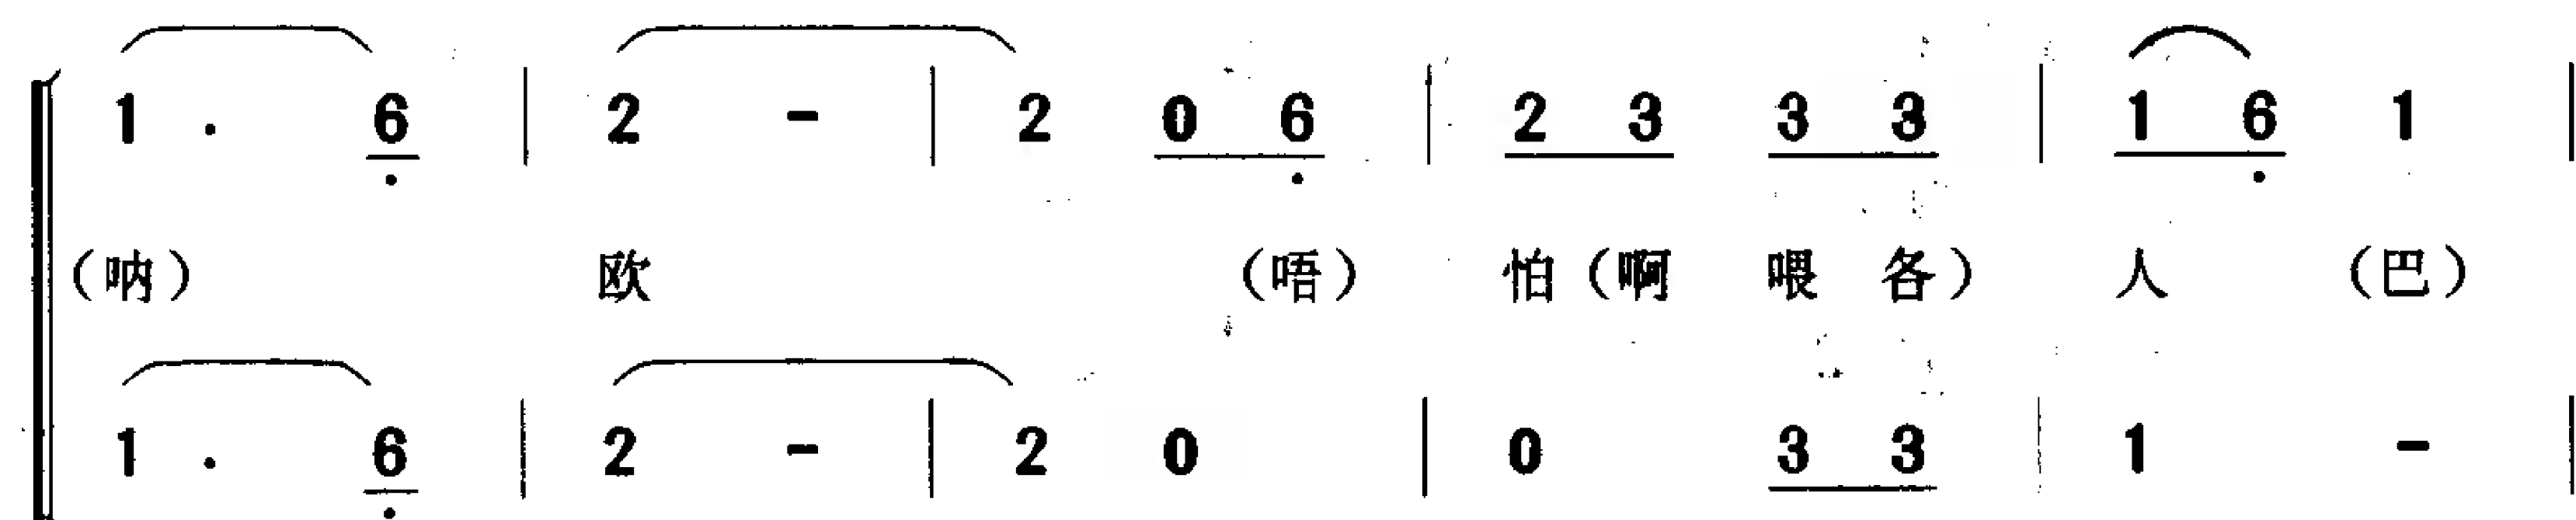 1 . 6 | 2 - | 2 0 6 | 2 3 3 3 | 1 6 1 |
（呐） 欧 （唔） 怕（啊 喂 各） 人 （巴）
1 . 6 | 2 - | 2 0 | 0 3 3 | 1 - |